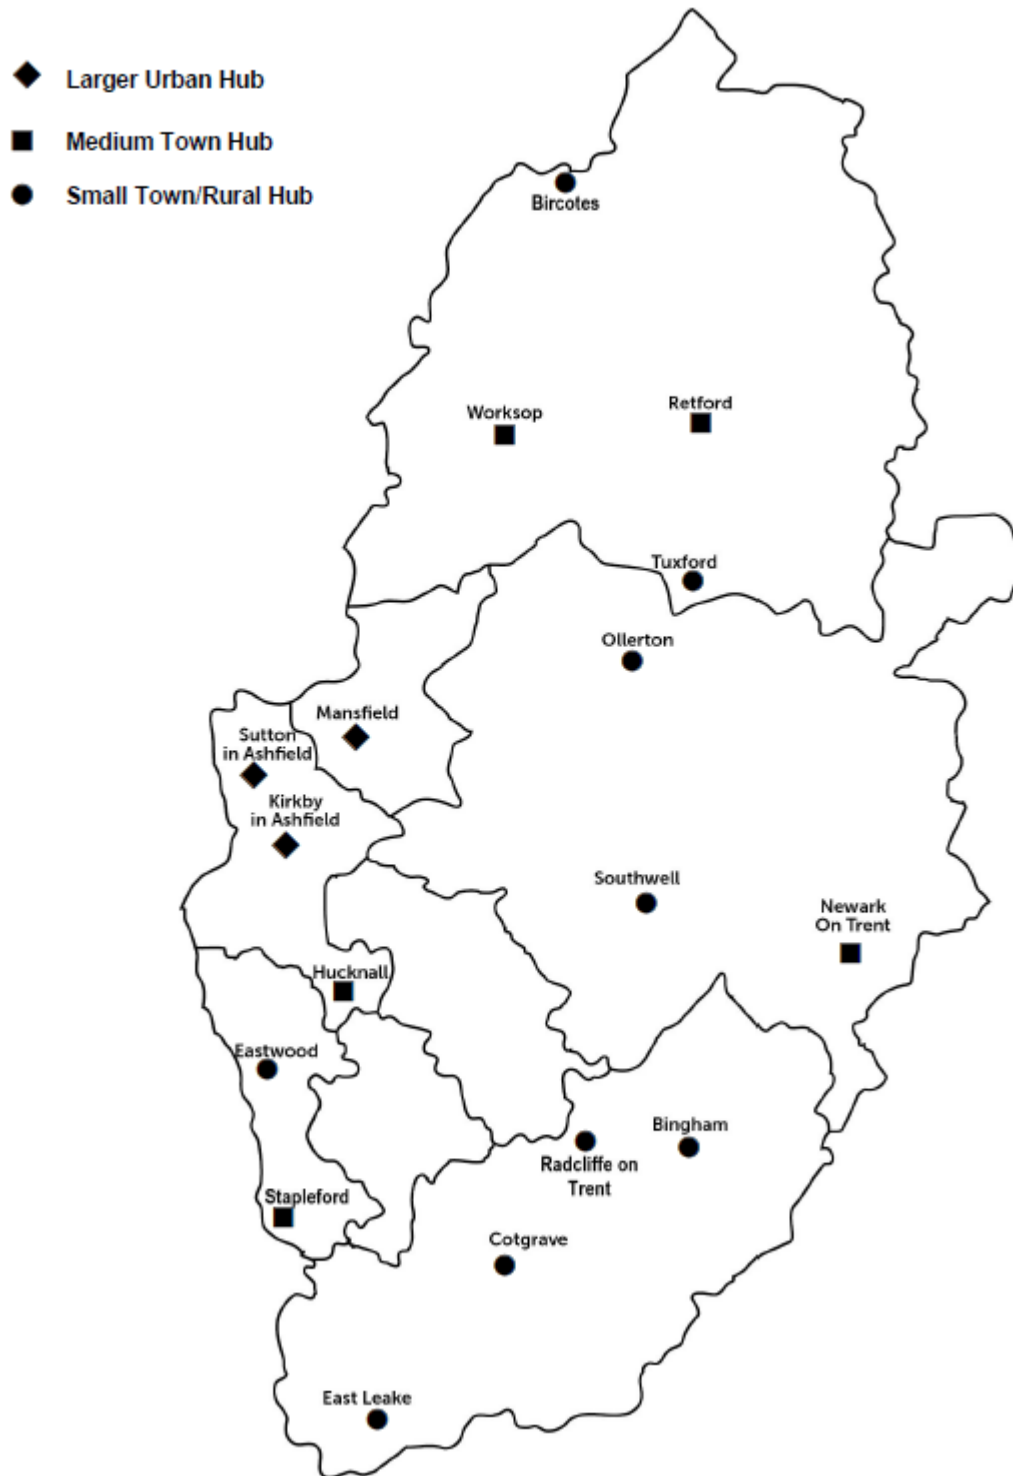 Larger Urban Hub
Medium Town Hub
Small Town/Rural Hub
Bircotes
Worksop
Retford
Tuxford
Ollerton
Mansfield
Sutton
in Ashfield
Kirkby
in Ashfield
Southwell
Newark
On Trent
Hucknall
Eastwood
Bingham
Radcliffe on
Trent
Stapleford
Cotgrave
East Leake